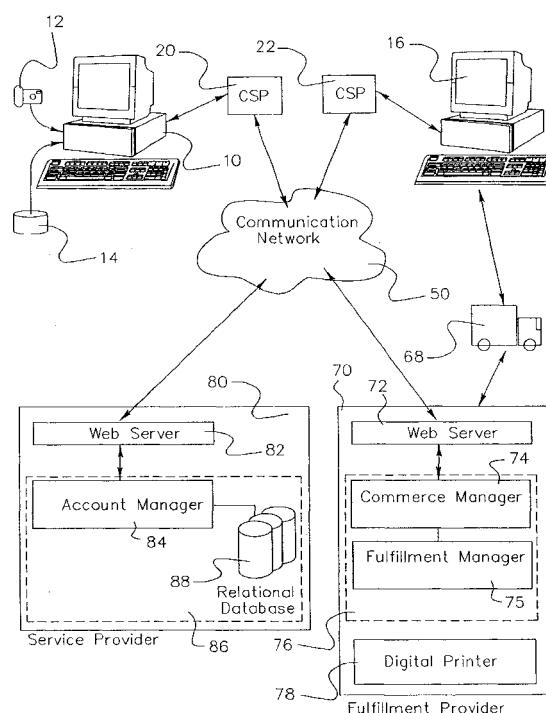 12
20
22
16
CSP
CSP
10
14
Communication
Network
50
68
80
70
72
Web Server
82
Web Server
74
Account Manager
84
Commerce Manager
88
Relational
Database
Fulfillment Manager
75
86
76
Service Provider
78
Digital Printer
Fulfillment Provider